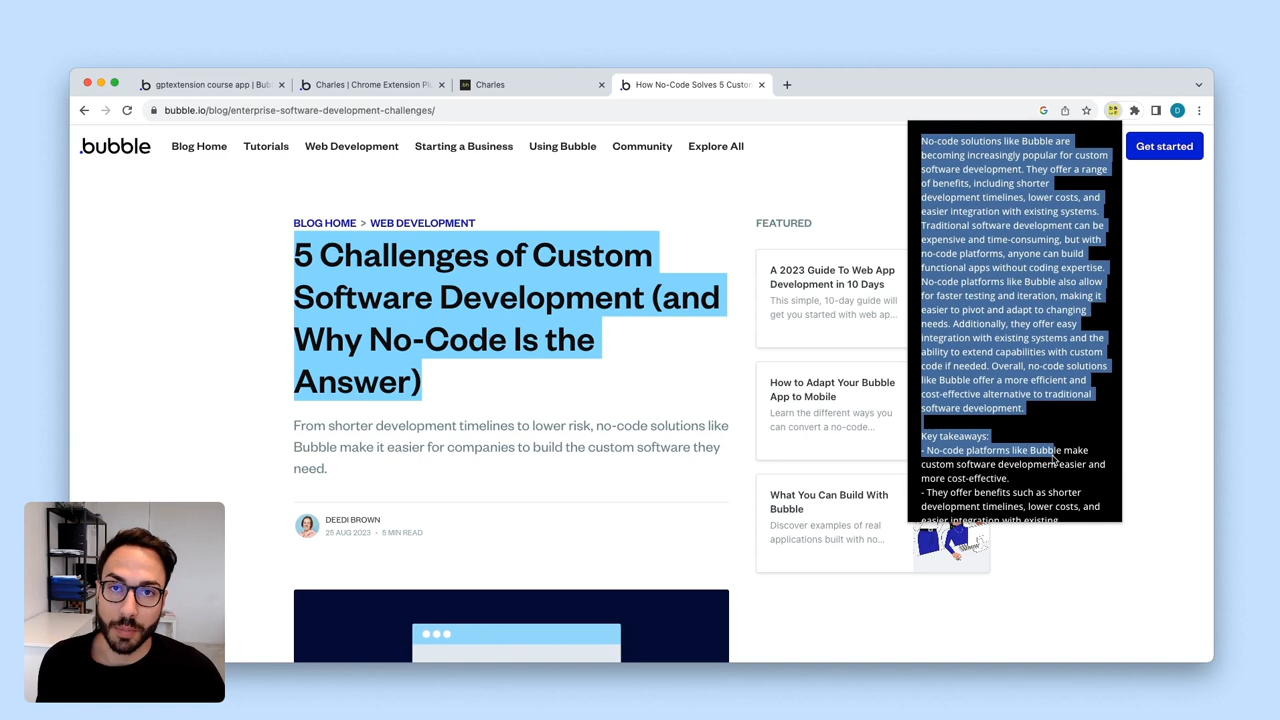 gptextension course app | Bub
Charles | Chrome Extension Pl
Charles
How No-Code Solves 5 Custom
bubble.io/blog/enterprise-software-development-challenges/
D
.bubble
Blog Home
Tutorials
Web Development
Starting a Business
Using Bubble
Community
Explore All
Get started
BLOG HOME > WEB DEVELOPMENT
5 Challenges of Custom
Software Development (and
Why No-Code Is the
Answer)
From shorter development timelines to lower risk, no-code solutions like
Bubble make it easier for companies to build the custom software they
need.
DEEDI BROWN
25 AUG 2023 • 5 MIN READ
FEATURED
A 2023 Guide To Web App
Development in 10 Days
This simple, 10-day guide will
get you started with web ap...
How to Adapt Your Bubble
App to Mobile
Learn the different ways you
can convert a no-code...
What You Can Build With
Bubble
Discover examples of real
applications built with no...
No-code solutions like Bubble are
becoming increasingly popular for custom
software development. They offer a range
of benefits, including shorter
development timelines, lower costs, and
easier integration with existing systems.
Traditional software development can be
expensive and time-consuming, but with
no-code platforms, anyone can build
functional apps without coding expertise.
No-code platforms like Bubble also allow
for faster testing and iteration, making it
easier to pivot and adapt to changing
needs. Additionally, they offer easy
integration with existing systems and the
ability to extend capabilities with custom
code if needed. Overall, no-code solutions
like Bubble offer a more efficient and
cost-effective alternative to traditional
software development.
Key takeaways:
- No-code platforms like Bubble make
custom software development easier and
more cost-effective.
- They offer benefits such as shorter
development timelines, lower costs, and
easier integration with existing